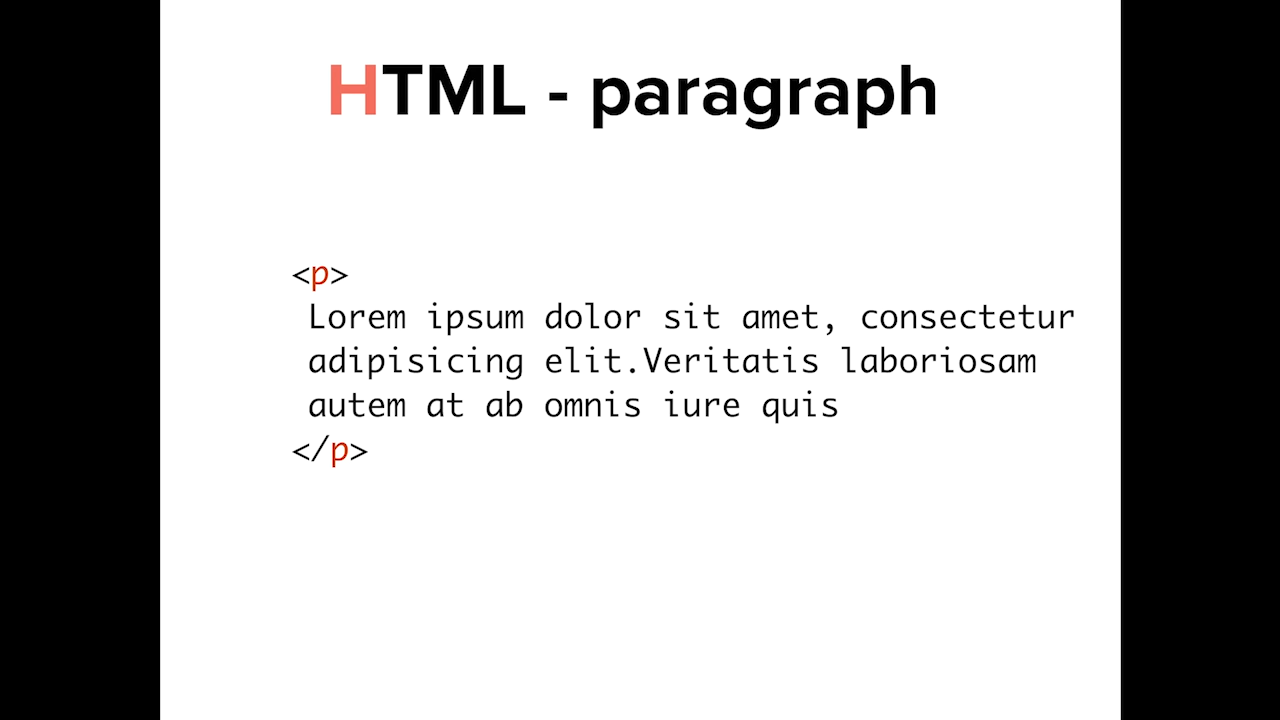 HTML - paragraph
<p>
Lorem ipsum dolor sit amet, consectetur
adipisicing elit.Veritatis laboriosam
autem at ab omnis iure quis
</p>